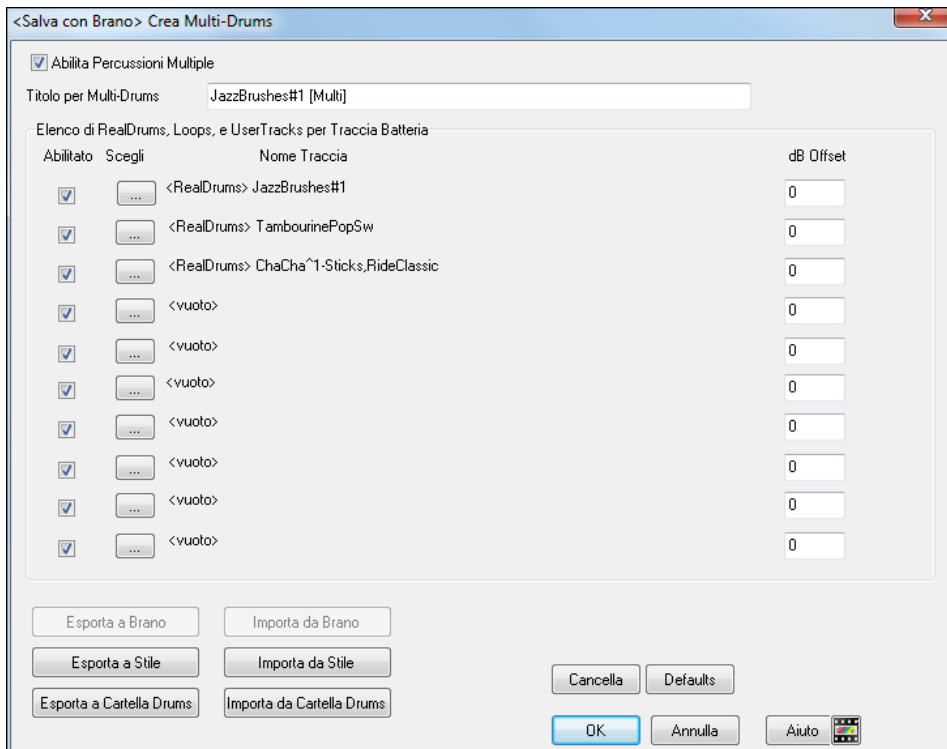 <Salva con Brano> Crea Multi-Drums
x
Abilita Percussioni Multiple
Titolo per Multi-Drums JazzBrushes#1 [Multi]
Elenco di RealDrums, Loops, e UserTracks per Traccia Batteria
Abilitato Scegli Nome Traccia dB Offset
... <RealDrums> JazzBrushes#1 0
... <RealDrums> TambourinePopSw 0
... <RealDrums> ChaCha^1-Sticks,RideClassic 0
... <vuoto> 0
... <vuoto> 0
... <vuoto> 0
... <vuoto> 0
... <vuoto> 0
... <vuoto> 0
... <vuoto> 0
Esporta a Brano Importa da Brano
Esporta a Stile Importa da Stile
Cancella Defaults
Esporta a Cartella Drums Importa da Cartella Drums
OK Annulla Aiuto